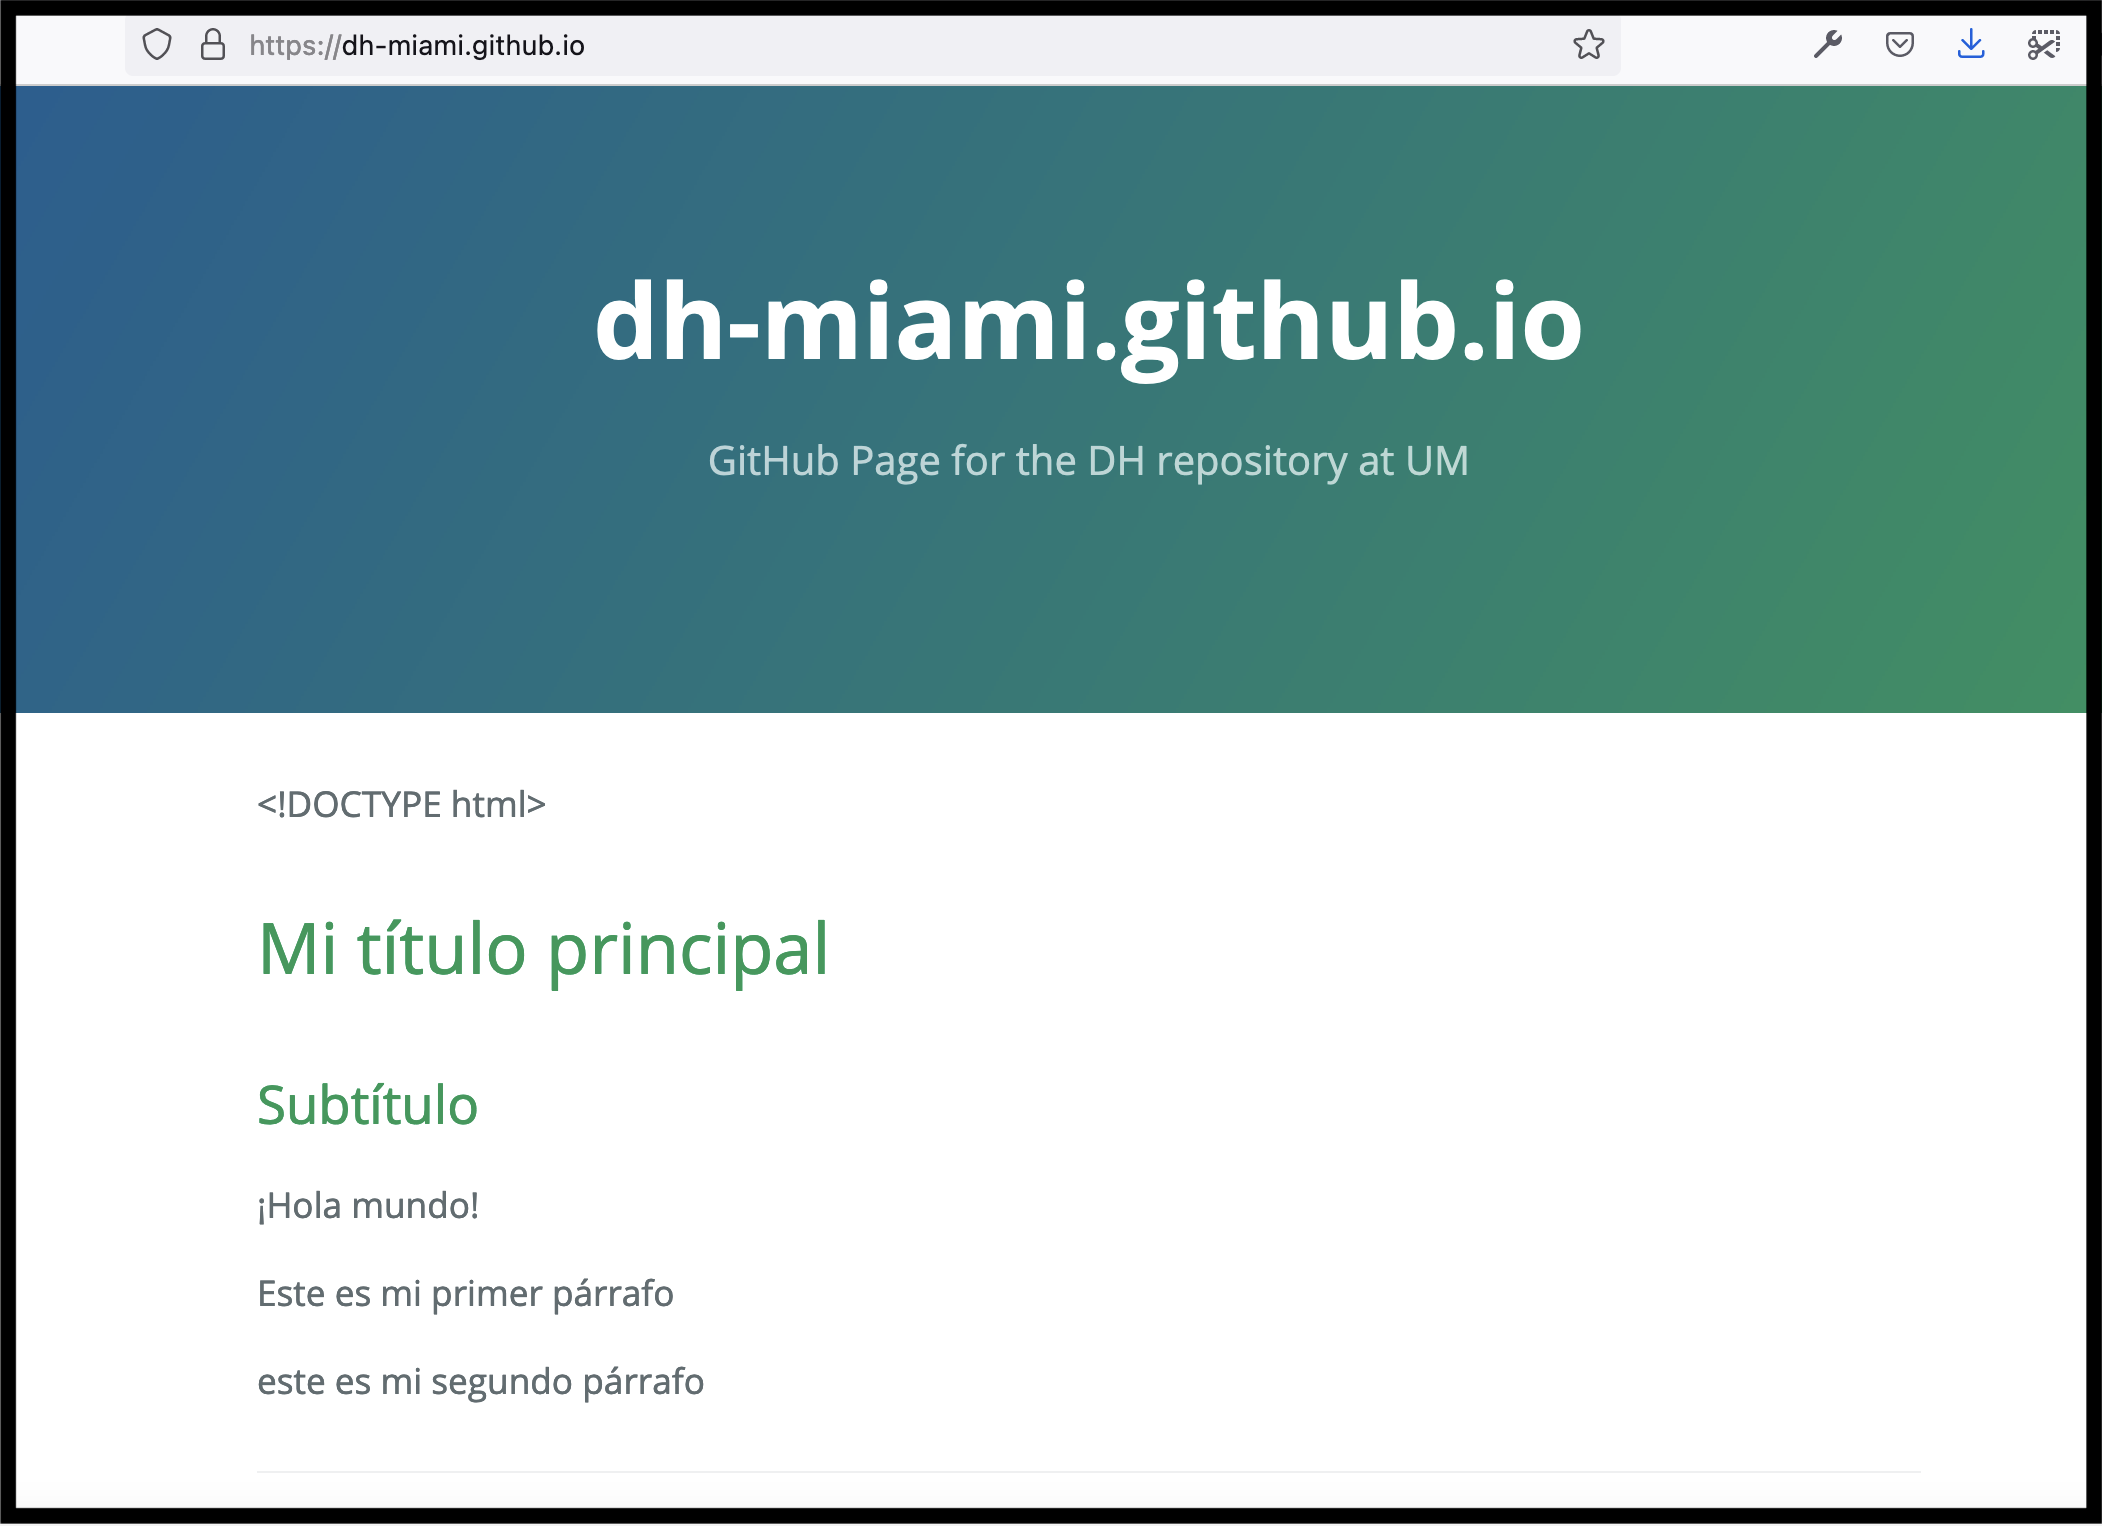 https://dh-miami.github.io
dh-miami.github.io
GitHub Page for the DH repository at UM
<!DOCTYPE html>
Mi título principal
Subtítulo
¡Hola mundo!
Este es mi primer párrafo
este es mi segundo párrafo